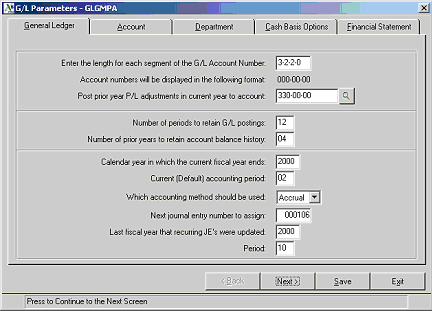 G/L Parameters - GLGMPA
General Ledger Account Department Cash Basis Options Financial Statement
Enter the length for each segment of the G/L Account Number: 3-2-2-0
Account numbers will be displayed in the following format: 000-00-00
Post prior year P/L adjustments in current year to account: 330-00-00
Number of periods to retain G/L postings: 12
Number of prior years to retain account balance history: 04
Calendar year in which the current fiscal year ends: 2000
Current (Default) accounting period: 02
Which accounting method should be used: Accrual
Next journal entry number to assign: 000106
Last fiscal year that recurring JE's were updated: 2000
Period: 10
< Back Next > Save Exit
Press to Continue to the Next Screen